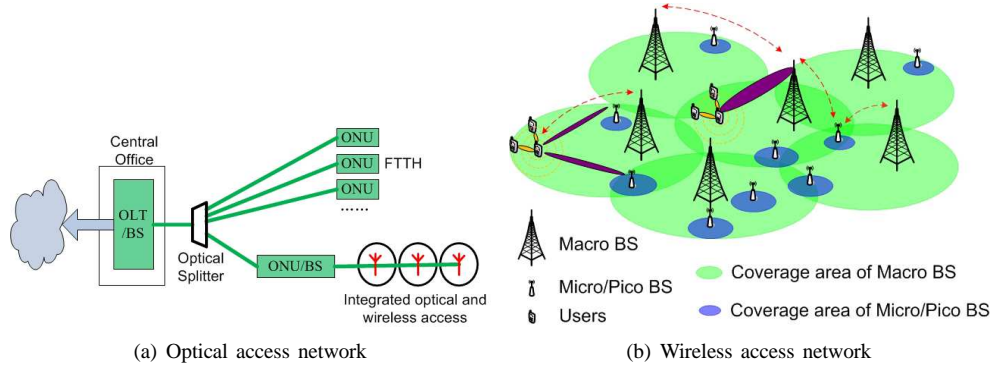 Central
Office
OLT
/BS
Optical
Splitter
ONU
ONU
FTTH
ONU
......
ONU/BS
Integrated optical and
wireless access
(a) Optical access network
Macro BS
Micro/Pico BS
Users
Coverage area of Macro BS
Coverage area of Micro/Pico BS
(b) Wireless access network